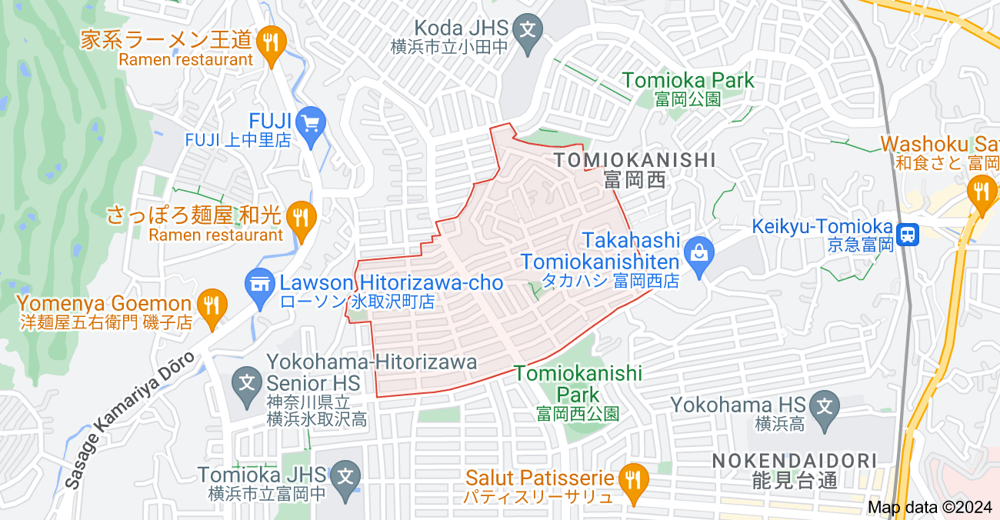 家系ラーメン王道
Ramen restaurant
Koda JHS
横浜市立小田中
Tomioka Park
富岡公園
FUJI
FUJI 上中里店
Washoku Sat
和食さと 富岡
TOMIOKANISHI
富岡西
さっぽろ麺屋 和光
Ramen restaurant
Keikyu-Tomioka
京急富岡
Takahashi
Tomiokanishiten
タカハシ 富岡西店
Lawson Hitorizawa-cho
ローソン 氷取沢町店
Yomenya Goemon
洋麺屋五右衛門 磯子店
Sasage Kamariya Dōro
Yokohama-Hitorizawa
Senior HS
神奈川県立
横浜氷取沢高
Tomiokanishi
Park
富岡西公園
Yokohama HS
横浜高
NOKENDAIDORI
能見台通
Tomioka JHS
横浜市立富岡中
Salut Patisserie
パティスリーサリュ
Map data ©2024